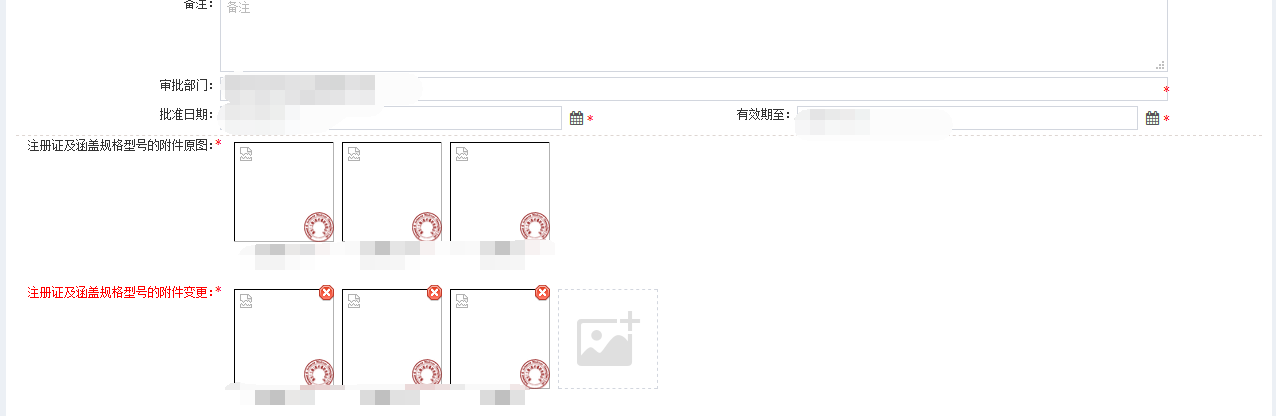 备注：
备注
审批部门：
*
批准日期： * 有效期至： *
注册证及涵盖规格型号的附件原图：*
注册证及涵盖规格型号的附件变更：*